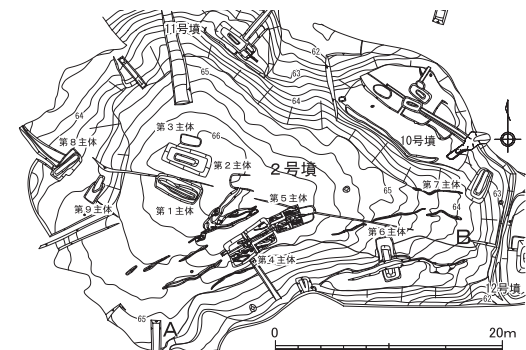 11号墳
62
63
64
65
64
66
第3主体
第8主体
第2主体
10号墳
2号墳
第7主体
第5主体
第9主体
第1主体
65
64
63
第6主体
B
第4主体
12号墳
62
65
A
0
20m